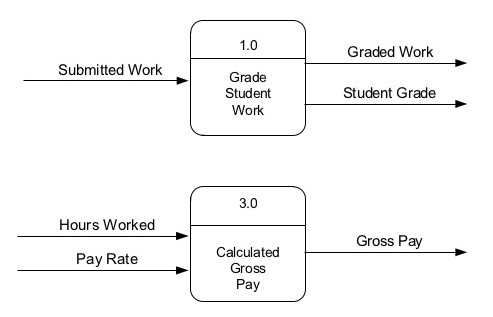 1.0
Submitted Work
Grade
Student
Work
Graded Work
Student Grade
3.0
Hours Worked
Pay Rate
Calculated
Gross
Pay
Gross Pay